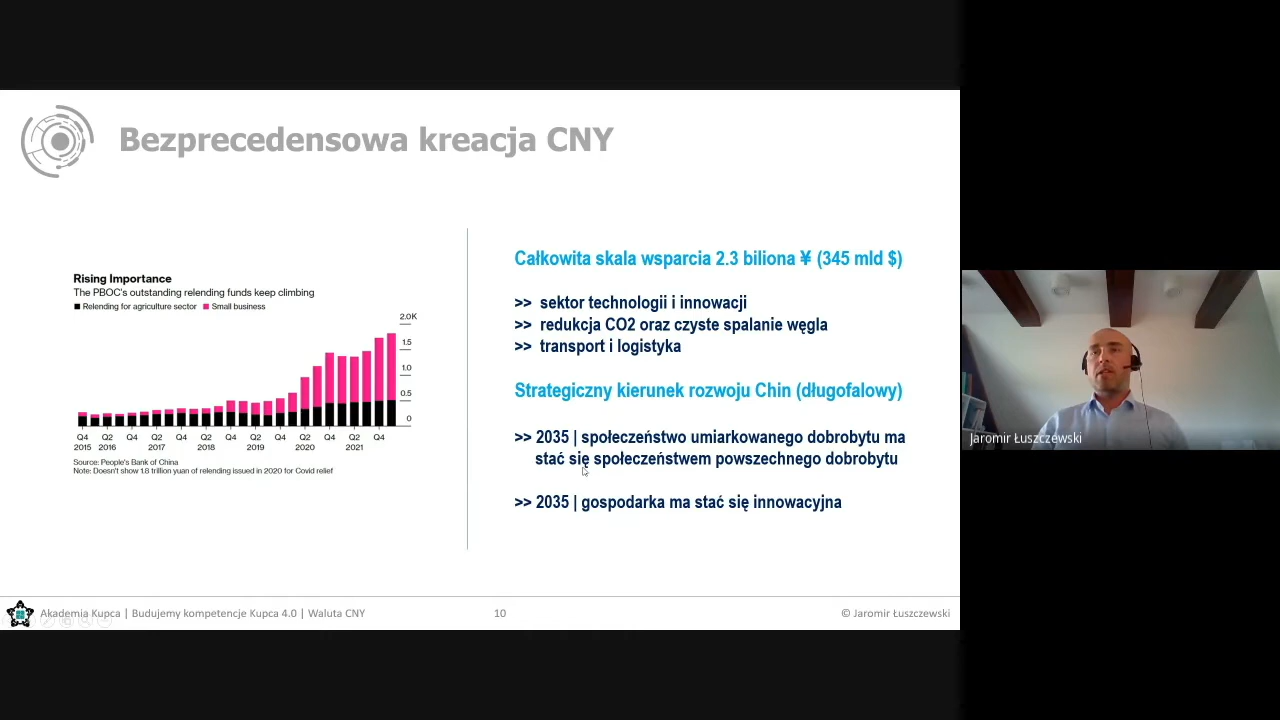 Bezprecedensowa kreacja CNY
Rising Importance
The PBOC's outstanding relending funds keep climbing
Relending for agriculture sector Small business
2.0K
1.5
1.0
0.5
0
Q4 Q2 Q4 Q2 Q4 Q2 Q4 Q2 Q4 Q2 Q4 Q2 Q4
2015 2016 2017 2018 2019 2020 2021
Source: People's Bank of China
Note: Doesn't show 1.8 trillion yuan of relending issued in 2020 for Covid relief
Całkowita skala wsparcia 2.3 biliona ¥ (345 mld $)
>> sektor technologii i innowacji
>> redukcja CO2 oraz czyste spalanie węgla
>> transport i logistyka
Strategiczny kierunek rozwoju Chin (długofalowy)
>> 2035 | społeczeństwo umiarkowanego dobrobytu ma
stać się społeczeństwem powszechnego dobrobytu
>> 2035 | gospodarka ma stać się innowacyjna
Akademia Kupca | Budujemy kompetencje Kupca 4.0 | Waluta CNY
10
© Jaromir Łuszczewski
Jaromir Łuszczewski